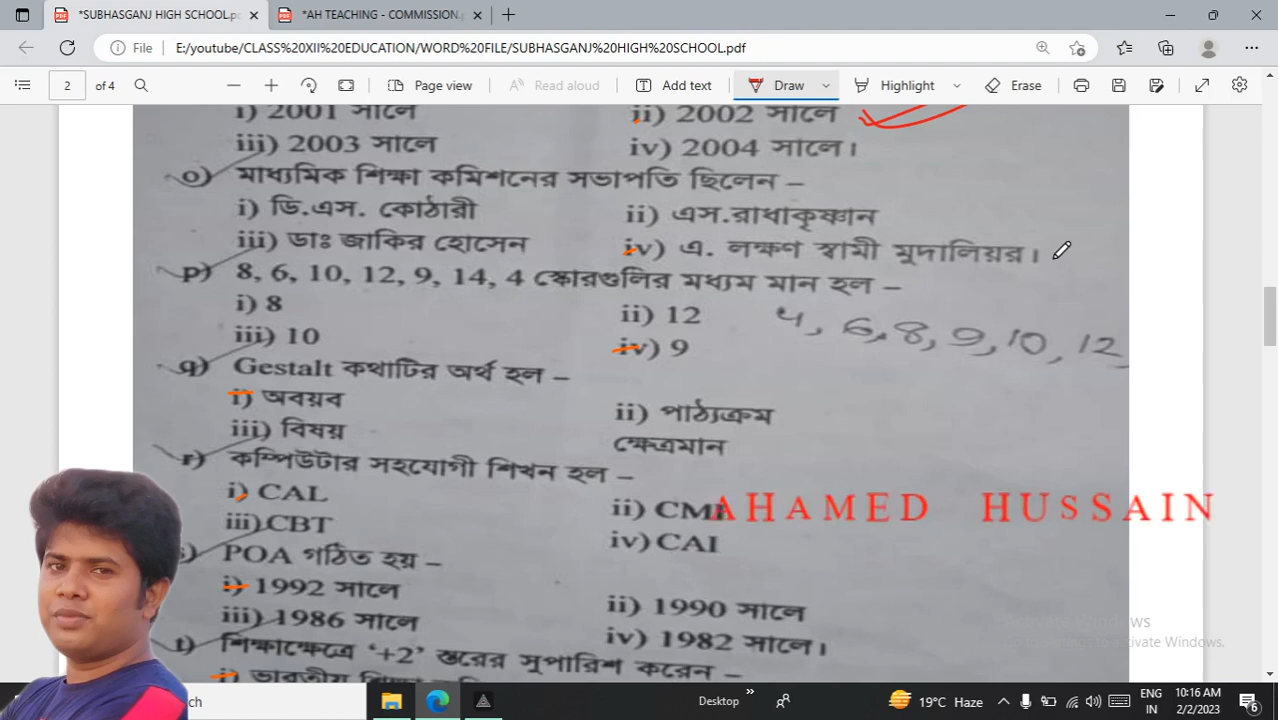 *SUBHASGANJ HIGH SCHOOL.p
*AH TEACHING - COMMISSION.
File E:/youtube/CLASS%20XII%20EDUCATION/WORD%20FILE/SUBHASGANJ%20HIGH%20SCHOOL.pdf
2 of 4 Page view Read aloud Add text Draw Highlight Erase
i) 2001 সালে ii) 2002 সালে
iii) 2003 সালে iv) 2004 সালে।
o) মাধ্যমিক শিক্ষা কমিশনের সভাপতি ছিলেন –
i) ডি.এস. কোঠারী ii) এস.রাধাকৃষ্ণান
iii) ডাঃ জাকির হোসেন iv) এ. লক্ষণ স্বামী মুদালিয়র।
p) 8, 6, 10, 12, 9, 14, 4 স্কোরগুলির মধ্যম মান হল –
i) 8 ii) 12
4, 6, 8, 9, 10, 12,
iii) 10 iv) 9
q) Gestalt কথাটির অর্থ হল –
i) অবয়ব ii) পাঠ্যক্রম
iii) বিষয় ক্ষেত্রমান
r) কম্পিউটার সহযোগী শিখন হল –
i) CAL ii) CMI
AHAMED HUSSAIN
iii) CBT iv) CAI
s) POA গঠিত হয় –
i) 1992 সালে ii) 1990 সালে
iii) 1986 সালে iv) 1982 সালে।
t) শিক্ষাক্ষেত্রে ‘+2’ স্তরের সুপারিশ করেন –
i) ভারতীয়
Activate Windows.
Desktop 19°C Haze ENG IN 10:16 AM 2/2/2023 6